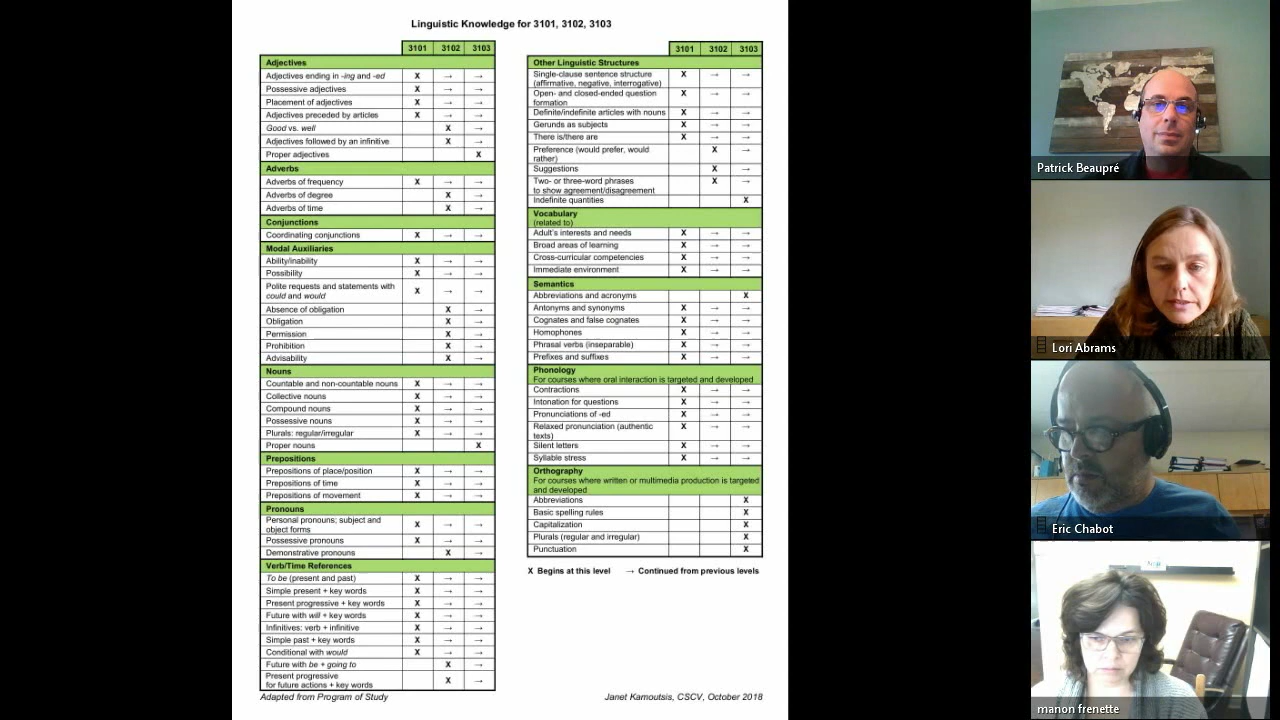 Linguistic Knowledge for 3101, 3102, 3103
3101 3102 3103
Adjectives
Adjectives ending in -ing and -ed X → →
Possessive adjectives X → →
Placement of adjectives X → →
Adjectives preceded by articles X → →
Good vs. well X →
Adjectives followed by an infinitive X →
Proper adjectives X
Adverbs
Adverbs of frequency X → →
Adverbs of degree X →
Adverbs of time X →
Conjunctions
Coordinating conjunctions X → →
Modal Auxiliaries
Ability/inability X → →
Possibility X → →
Polite requests and statements with
could and would X → →
Absence of obligation X →
Obligation X →
Permission X →
Prohibition X →
Advisability X →
Nouns
Countable and non-countable nouns X → →
Collective nouns X → →
Compound nouns X → →
Possessive nouns X → →
Plurals: regular/irregular X → →
Proper nouns X
Prepositions
Prepositions of place/position X → →
Prepositions of time X → →
Prepositions of movement X → →
Pronouns
Personal pronouns; subject and
object forms X → →
Possessive pronouns X → →
Demonstrative pronouns X →
Verb/Time References
To be (present and past) X → →
Simple present + key words X → →
Present progressive + key words X → →
Future with will + key words X → →
Infinitives: verb + infinitive X → →
Simple past + key words X → →
Conditional with would X → →
Future with be + going to X →
Present progressive
for future actions + key words X →
Adapted from Program of Study
3101 3102 3103
Other Linguistic Structures
Single-clause sentence structure X → →
(affirmative, negative, interrogative)
Open- and closed-ended question X → →
formation
Definite/indefinite articles with nouns X → →
Gerunds as subjects X → →
There is/there are X → →
Preference (would prefer, would X →
rather)
Suggestions X →
Two- or three-word phrases X →
to show agreement/disagreement
Indefinite quantities X
Vocabulary
(related to)
Adult's interests and needs X → →
Broad areas of learning X → →
Cross-curricular competencies X → →
Immediate environment X → →
Semantics
Abbreviations and acronyms X
Antonyms and synonyms X → →
Cognates and false cognates X → →
Homophones X → →
Phrasal verbs (inseparable) X → →
Prefixes and suffixes X → →
Phonology
For courses where oral interaction is targeted and developed
Contractions X → →
Intonation for questions X → →
Pronunciations of -ed X → →
Relaxed pronunciation (authentic X → →
texts)
Silent letters X → →
Syllable stress X → →
Orthography
For courses where written or multimedia production is targeted
and developed
Abbreviations X
Basic spelling rules X
Capitalization X
Plurals (regular and irregular) X
Punctuation X
X Begins at this level → Continued from previous levels
Janet Kamoutsis, CSCV, October 2018
Patrick Beaupré
Lori Abrams
Eric Chabot
manon frenette